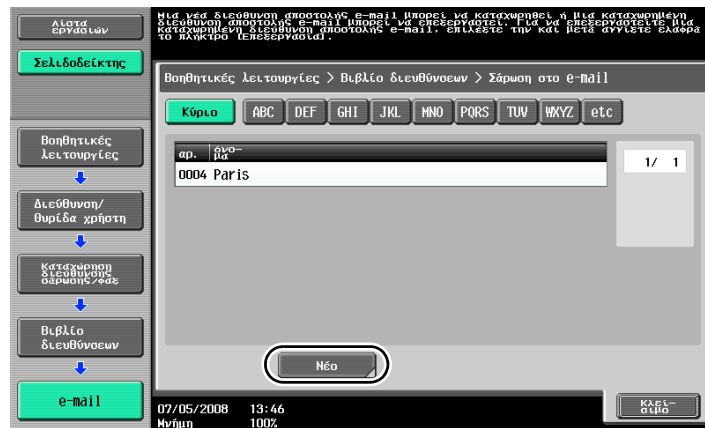 Λίστα
εργασιών
Μια νέα διεύθυνση αποστολής e-mail μπορεί να καταχωρηθεί ή μια καταχωρημένη
διεύθυνση αποστολής e-mail μπορεί να επεξεργαστεί. Για να επεξεργαστείτε μια
καταχωρημένη διεύθυνση αποστολής e-mail, επιλέξτε την και μετά αγγίξτε ελαφρά
το πλήκτρο [Επεξεργασία].
Σελιδοδείκτης
Βοηθητικές λειτουργίες > Βιβλίο διευθύνσεων > Σάρωση στο e-mail
Κύριο ABC DEF GHI JKL MNO PQRS TUV WXYZ etc
Βοηθητικές
λειτουργίες
αρ. όνο-
μα
1/ 1
0004 Paris
Διεύθυνση/
θυρίδα χρήστη
Καταχώρηση
διεύθυνσης
σάρωσης/φαξ
Βιβλίο
διευθύνσεων
Νέο
e-mail
07/05/2008 13:46
Μνήμη 100%
Κλεί-
σιμο